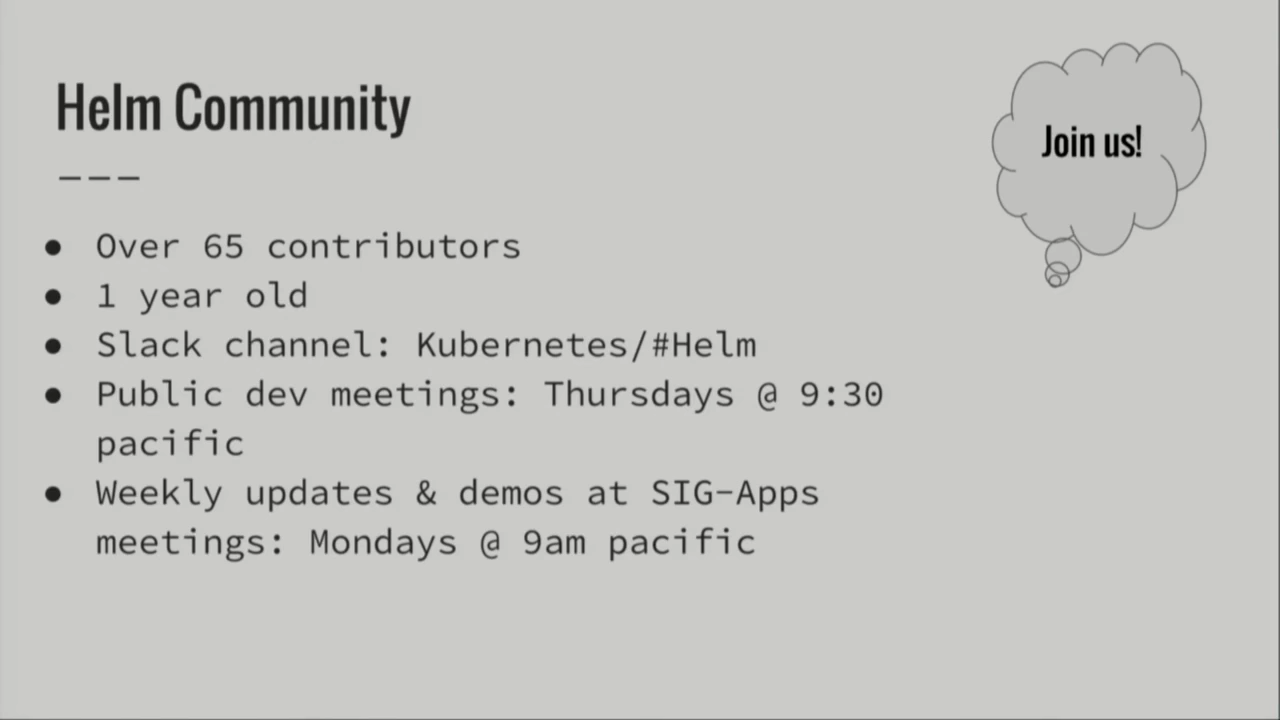 Helm Community
Join us!
---
● Over 65 contributors
● 1 year old
● Slack channel: Kubernetes/#Helm
● Public dev meetings: Thursdays @ 9:30
pacific
● Weekly updates & demos at SIG-Apps
meetings: Mondays @ 9am pacific